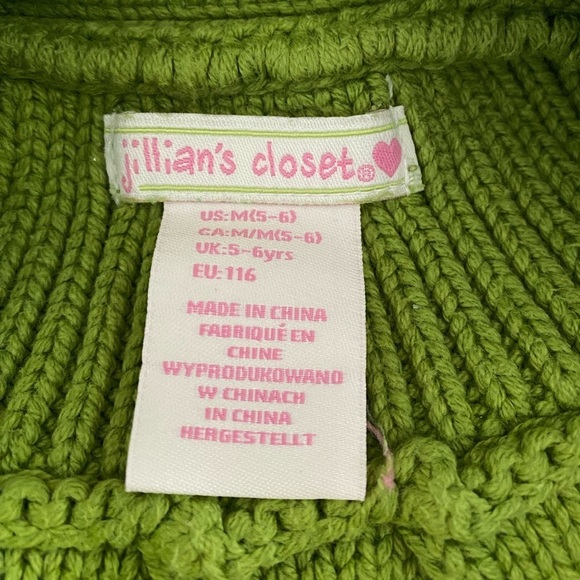 jillian's closet®
US:M(5-6)
CA:M/M(5-6)
UK:5-6yrs
EU:116
MADE IN CHINA
FABRIQUÉ EN
CHINE
WYPRODUKOWANO
W CHINACH
IN CHINA
HERGESTELLT